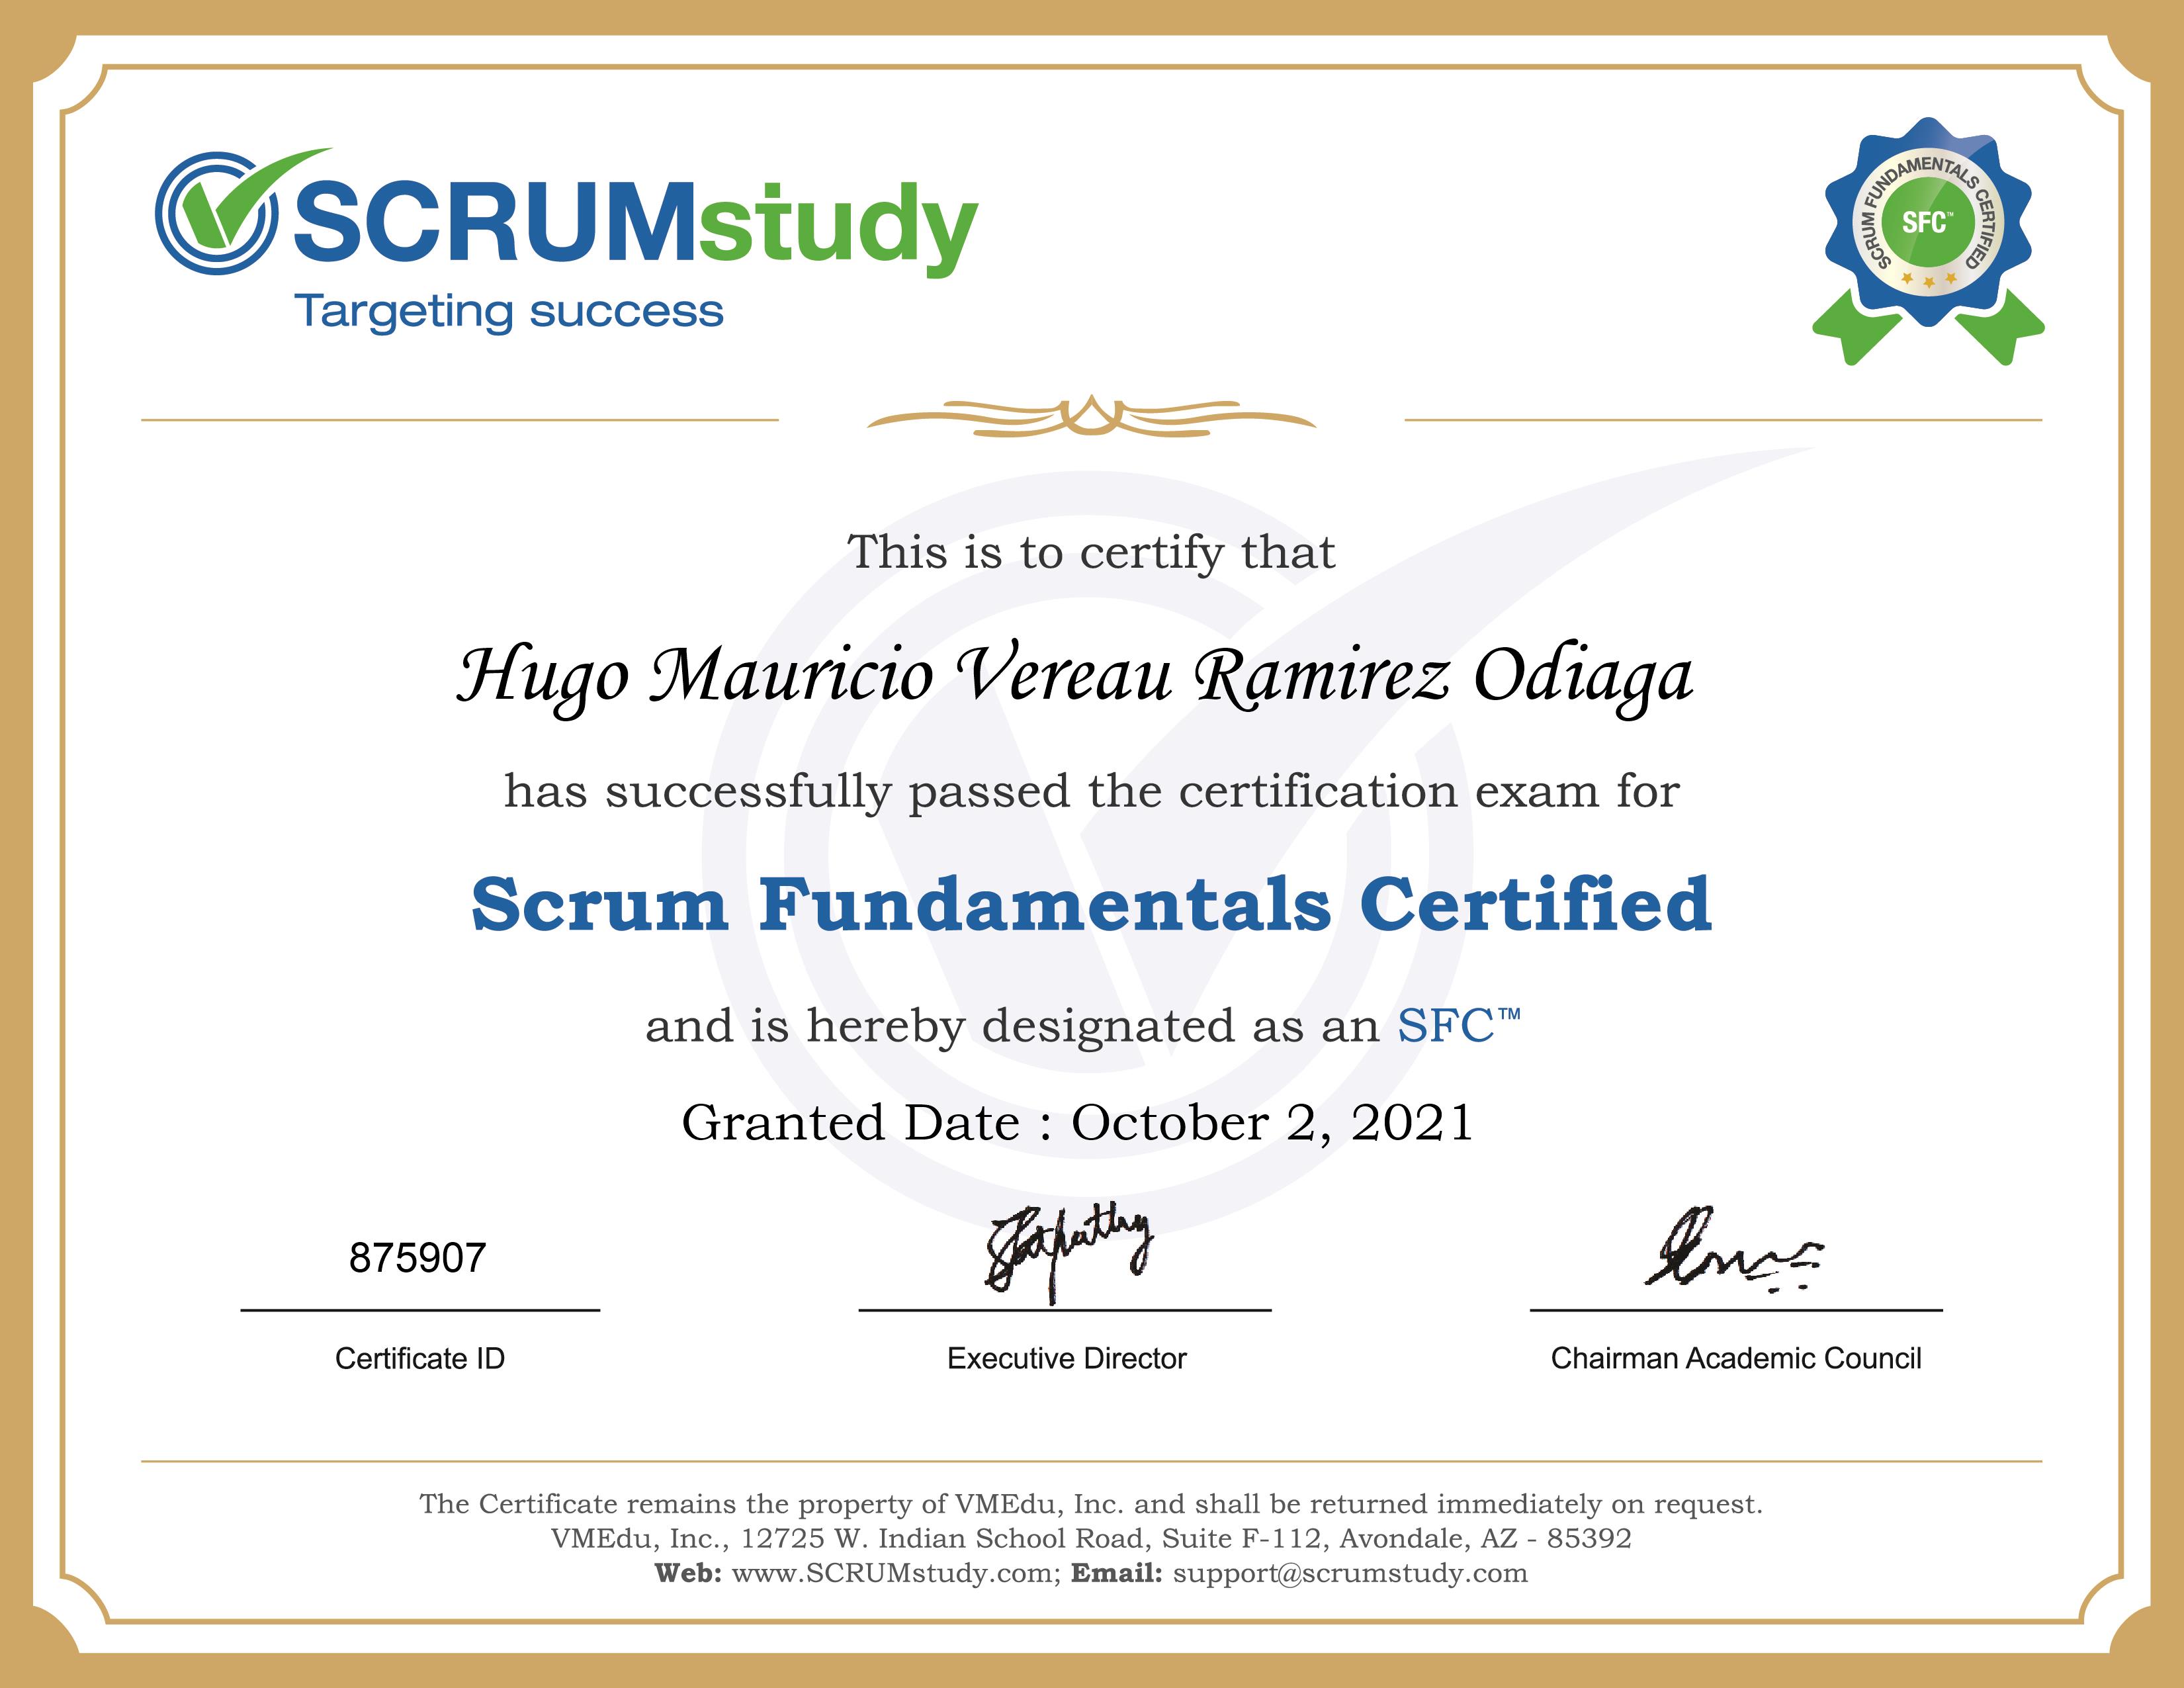 SCRUMstudy
Targeting success
SCRUM FUNDAMENTALS CERTIFIED
SFC™
This is to certify that
Hugo Mauricio Vereau Ramirez Odiaga
has successfully passed the certification exam for
Scrum Fundamentals Certified
and is hereby designated as an SFC™
Granted Date : October 2, 2021
875907
Certificate ID
Executive Director
Chairman Academic Council
The Certificate remains the property of VMEdu, Inc. and shall be returned immediately on request.
VMEdu, Inc., 12725 W. Indian School Road, Suite F-112, Avondale, AZ - 85392
Web: www.SCRUMstudy.com; Email: support@scrumstudy.com